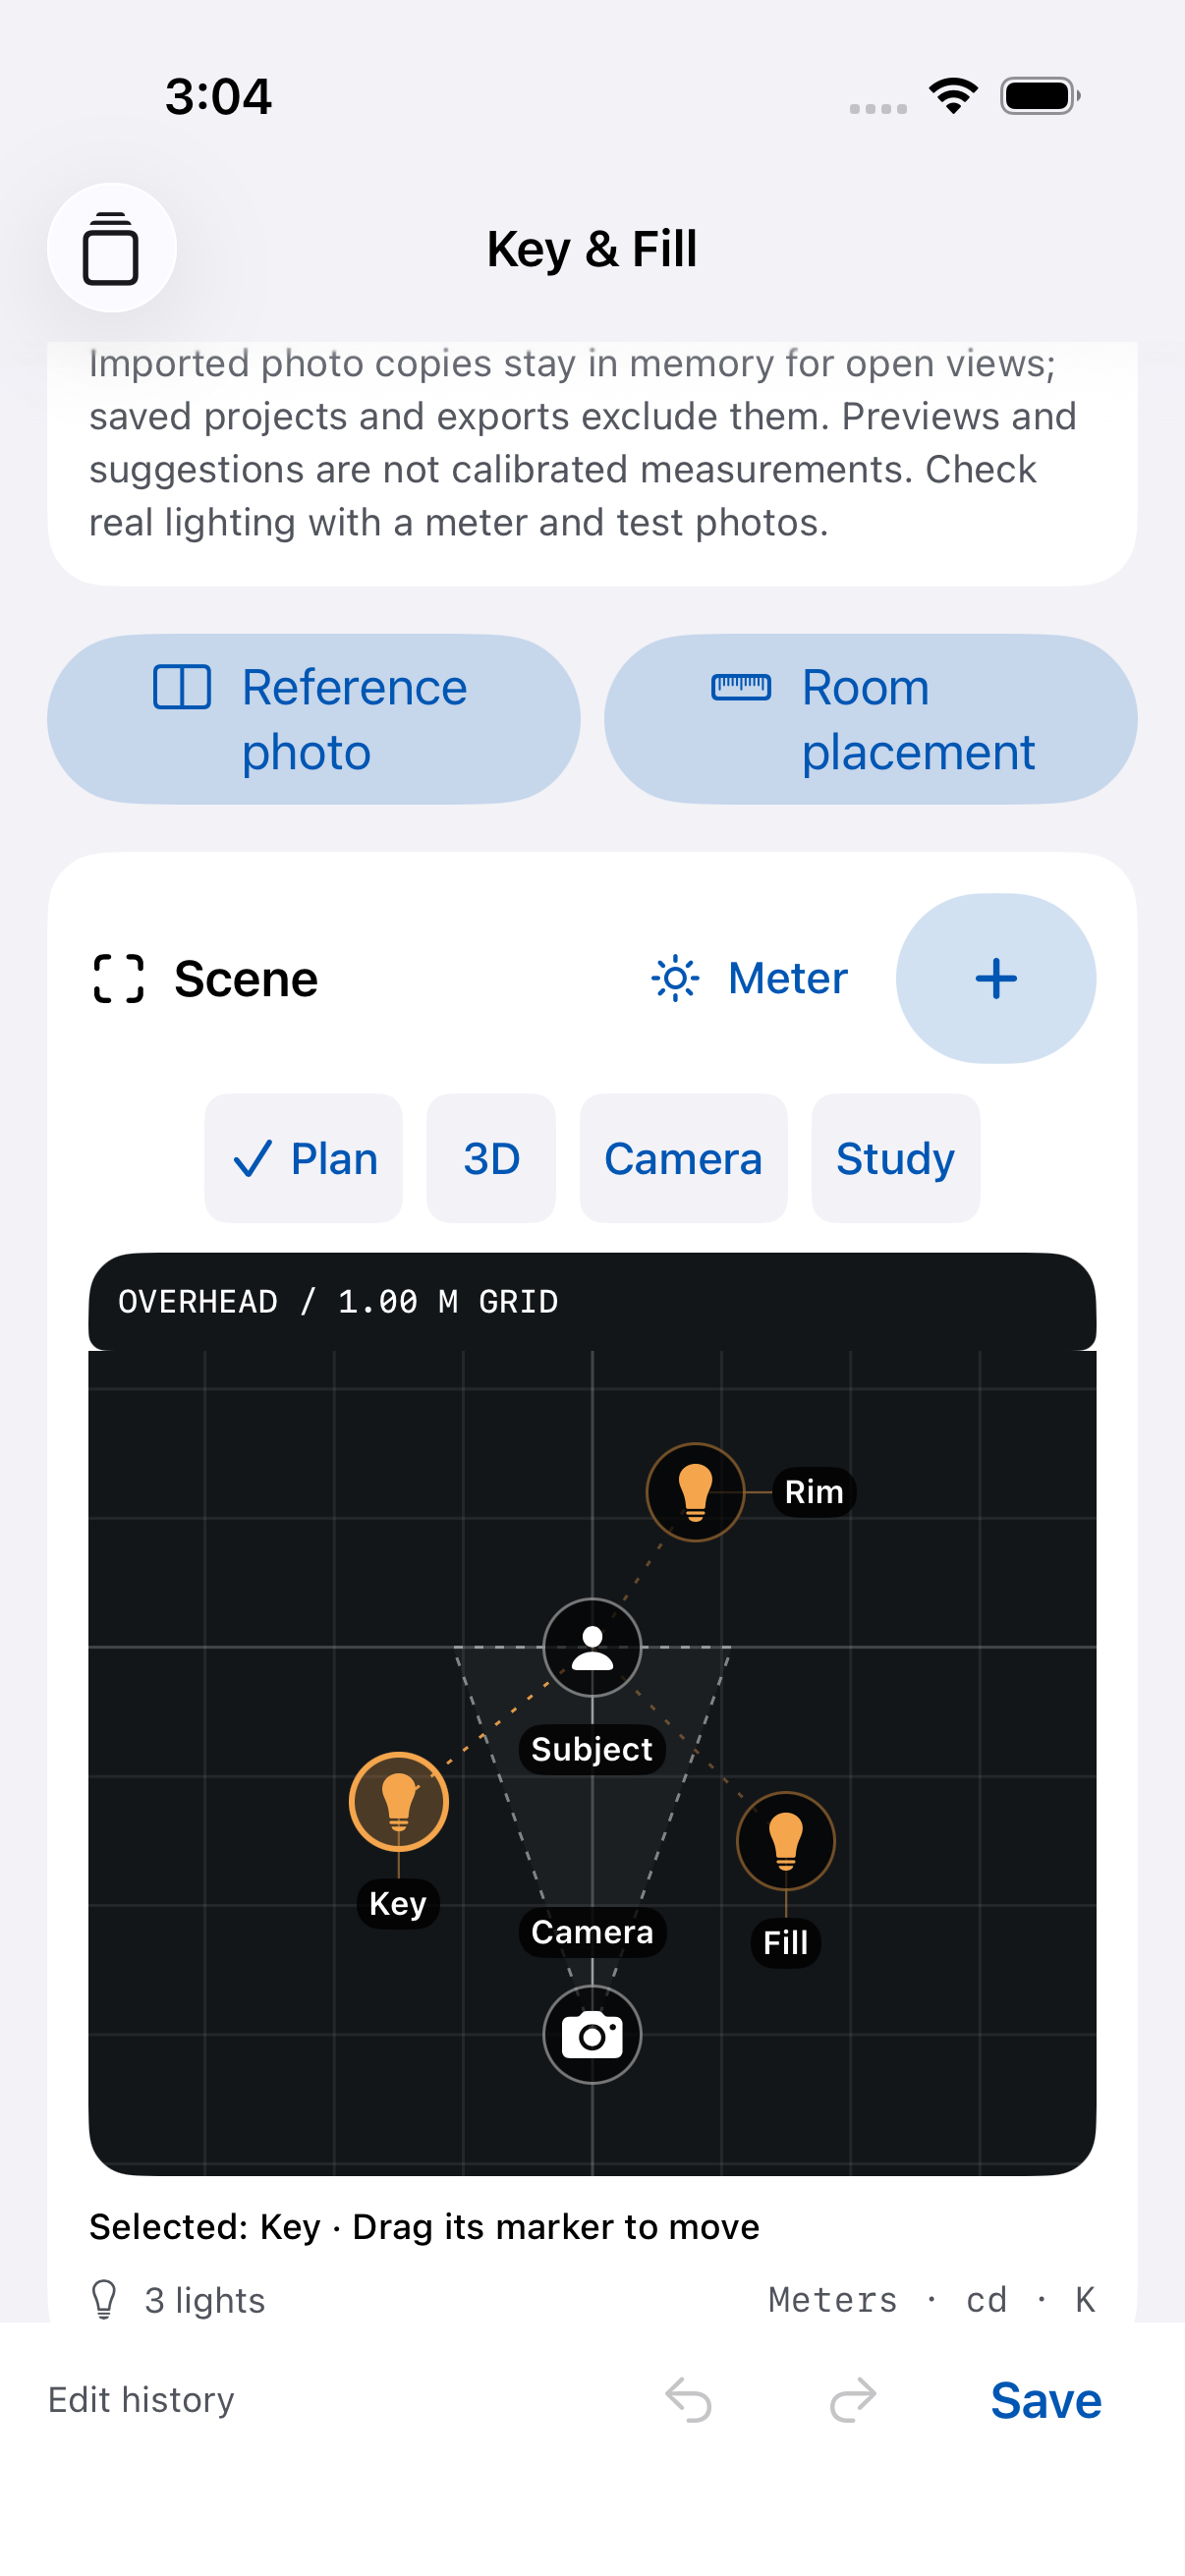 3:04
Key & Fill
Imported photo copies stay in memory for open views;
saved projects and exports exclude them. Previews and
suggestions are not calibrated measurements. Check
real lighting with a meter and test photos.
Reference
photo
Room
placement
Scene
Meter
Plan
3D
Camera
Study
OVERHEAD / 1.00 M GRID
Rim
Subject
Key
Camera
Fill
Selected: Key · Drag its marker to move
3 lights
Meters · cd · K
Edit history
Save